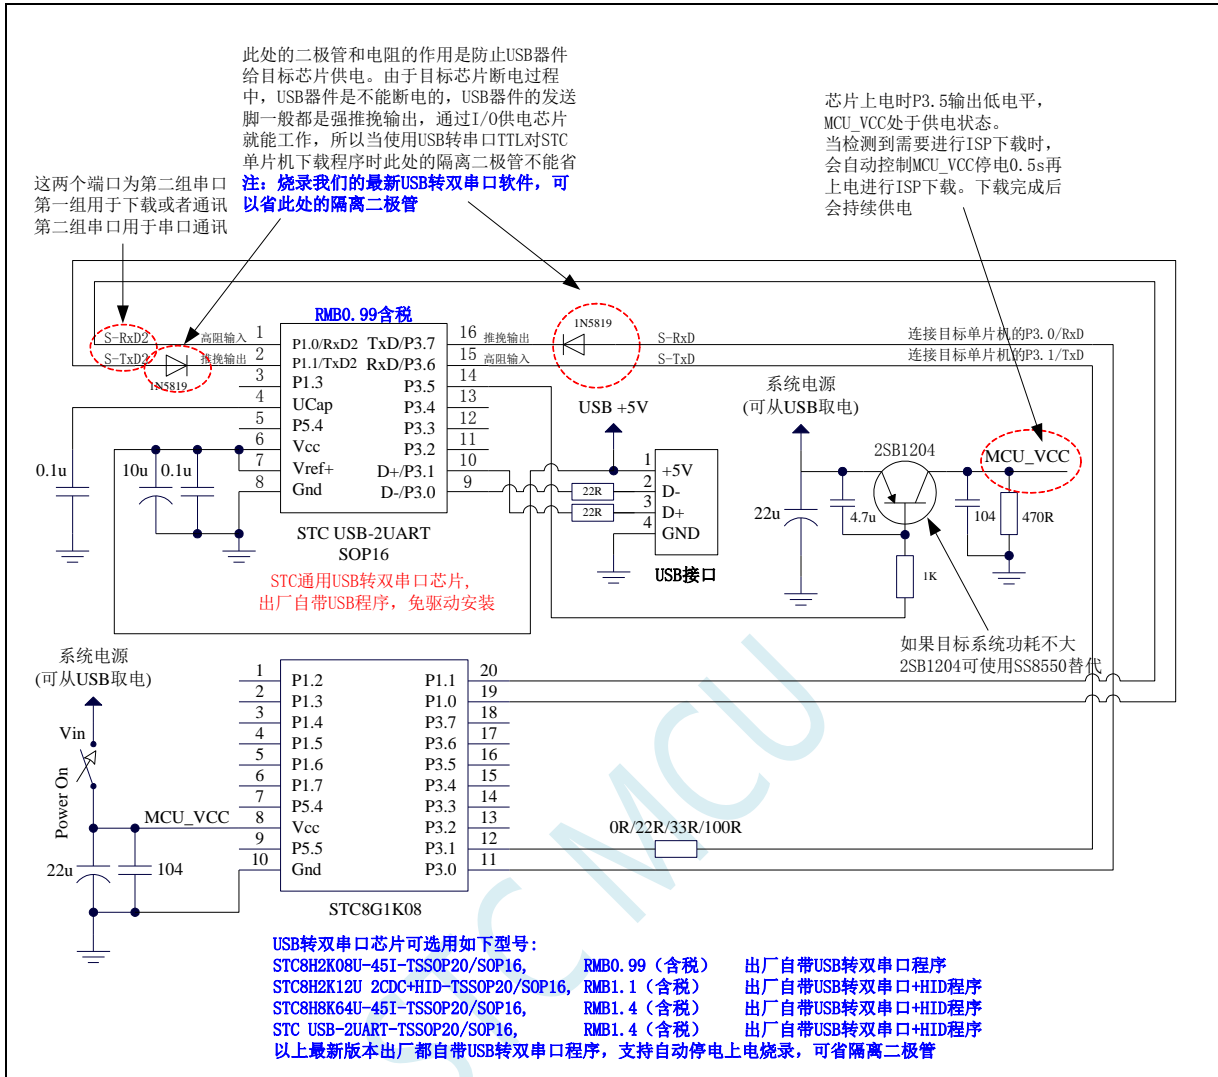 此处的二极管和电阻的作用是防止USB器件
给目标芯片供电。由于目标芯片断电过程
中，USB器件是不能断电的，USB器件的发送
脚一般都是强推挽输出，通过I/O供电芯片
就能工作，所以当使用USB转串口TTL对STC
单片机下载程序时此处的隔离二极管不能省
注：烧录我们的最新USB转双串口软件，可
以省此处的隔离二极管
芯片上电时P3.5输出低电平，
MCU_VCC处于供电状态。
当检测到需要进行ISP下载时，
会自动控制MCU_VCC停电0.5s再
上电进行ISP下载。下载完成后
会持续供电
这两个端口为第二组串口
第一组用于下载或者通讯
第二组串口用于串口通讯
RMB0.99含税
S-RxD2
高阻输入
1
P1.0/RxD2
TxD/P3.7
16
推挽输出
1N5819
S-RxD
连接目标单片机的P3.0/RxD
S-TxD2
1N5819
推挽输出
2
P1.1/TxD2
RxD/P3.6
15
高阻输入
S-TxD
连接目标单片机的P3.1/TxD
3
P1.3
P3.5
14
4
UCap
P3.4
13
5
P5.4
P3.3
12
6
Vcc
P3.2
11
7
Vref+
D+/P3.1
10
8
Gnd
D-/P3.0
9
0.1u
10u
0.1u
STC USB-2UART
SOP16
STC通用USB转双串口芯片,
出厂自带USB程序，免驱动安装
USB +5V
22R
22R
1
+5V
2
D-
3
D+
4
GND
USB接口
系统电源
(可从USB取电)
22u
4.7u
2SB1204
1K
MCU_VCC
104
470R
如果目标系统功耗不大
2SB1204可使用SS8550替代
系统电源
(可从USB取电)
Vin
Power On
MCU_VCC
22u
104
1
P1.2
P1.1
20
2
P1.3
P1.0
19
3
P1.4
P3.7
18
4
P1.5
P3.6
17
5
P1.6
P3.5
16
6
P1.7
P3.4
15
7
P5.4
P3.3
14
8
Vcc
P3.2
13
9
P5.5
P3.1
12
10
Gnd
P3.0
11
0R/22R/33R/100R
STC8G1K08
STC MCU
USB转双串口芯片可选用如下型号:
STC8H2K08U-45I-TSSOP20/SOP16, RMB0.99（含税） 出厂自带USB转双串口程序
STC8H2K12U 2CDC+HID-TSSOP20/SOP16, RMB1.1（含税） 出厂自带USB转双串口+HID程序
STC8H8K64U-45I-TSSOP20/SOP16, RMB1.4（含税） 出厂自带USB转双串口+HID程序
STC USB-2UART-TSSOP20/SOP16, RMB1.4（含税） 出厂自带USB转双串口+HID程序
以上最新版本出厂都自带USB转双串口程序，支持自动停电上电烧录，可省隔离二极管